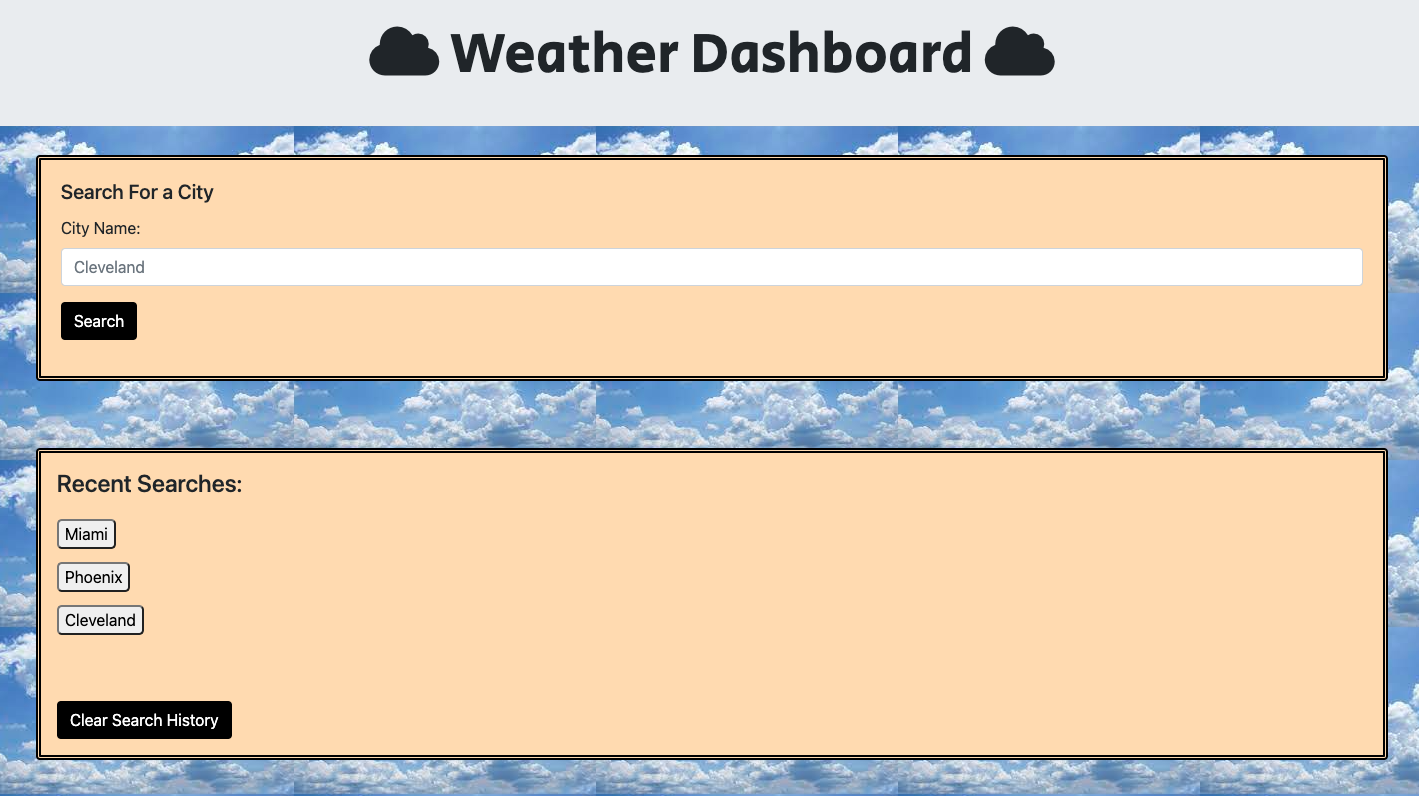 Weather Dashboard
Search For a City
City Name:
Cleveland
Search
Recent Searches:
Miami
Phoenix
Cleveland
Clear Search History